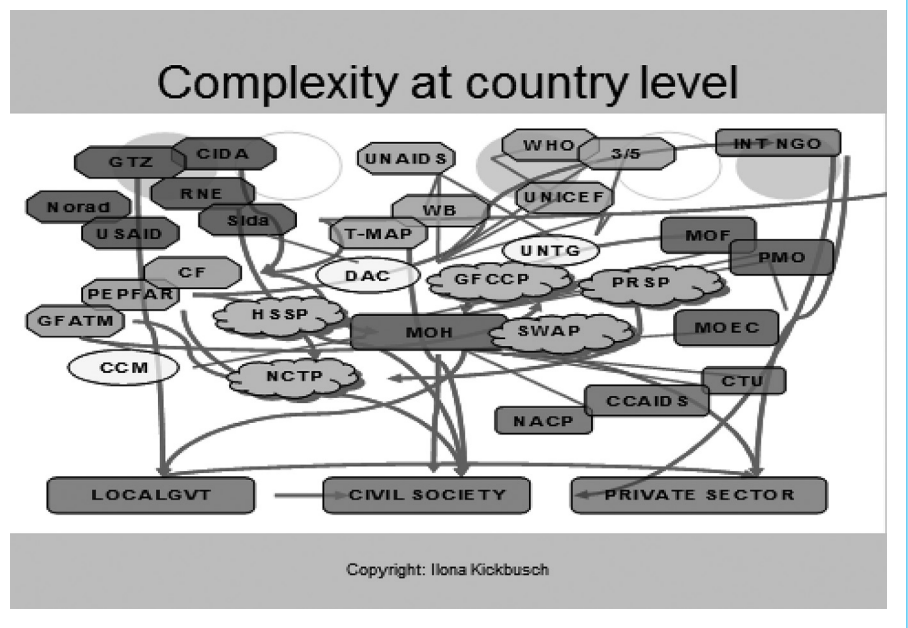 Complexity at country level
WHO
INT NGO
GTZ
CIDA
UNAIDS
3/5
RNE
UNICEF
Norad
Sida
WB
USAID
T-MAP
MOF
UNTG
PMO
CF
DAC
GFCCP
PRSP
PEPFAR
HSSP
GFATM
MOH
SWAP
MOEC
CCM
NCTP
CTU
CCAIDS
NACP
LOCALGVT
CIVIL SOCIETY
PRIVATE SECTOR
Copyright: Ilona Kickbusch